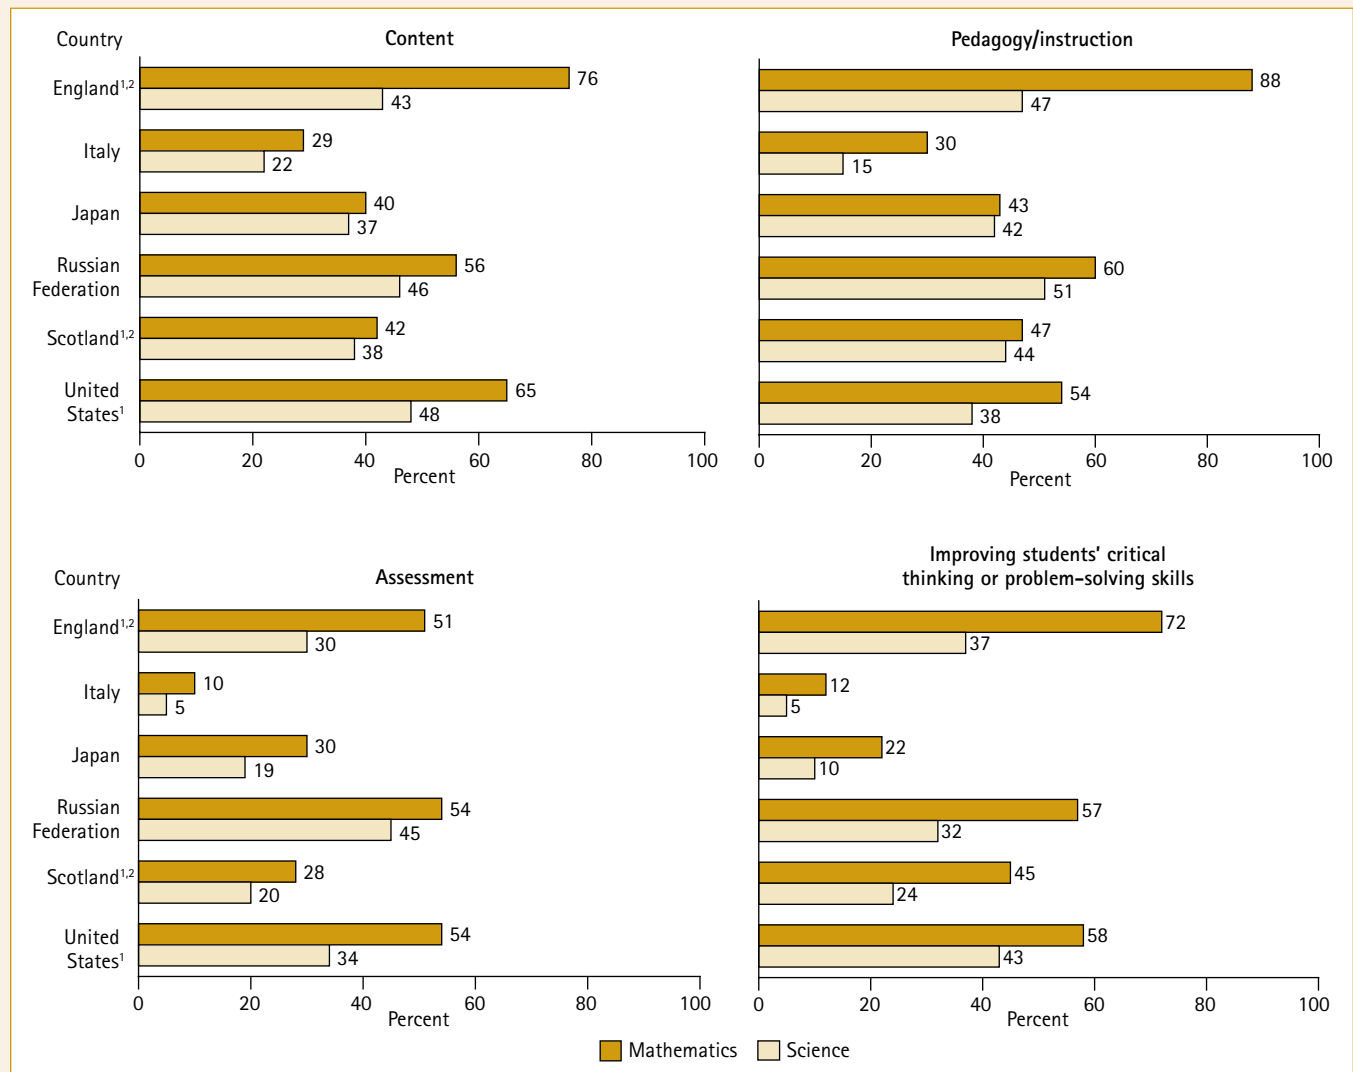 Country
Content
England1,2
76
43
Italy
29
22
Japan
40
37
Russian
Federation
56
46
Scotland1,2
42
38
United
States1
65
48
0 20 40 60 80 100
Percent
Pedagogy/instruction
88
47
30
15
43
42
60
51
47
44
54
38
0 20 40 60 80 100
Percent
Country
Assessment
England1,2
51
30
Italy
10
5
Japan
30
19
Russian
Federation
54
45
Scotland1,2
28
20
United
States1
54
34
0 20 40 60 80 100
Percent
Improving students' critical
thinking or problem-solving skills
72
37
12
5
22
10
57
32
45
24
58
43
0 20 40 60 80 100
Percent
Mathematics Science